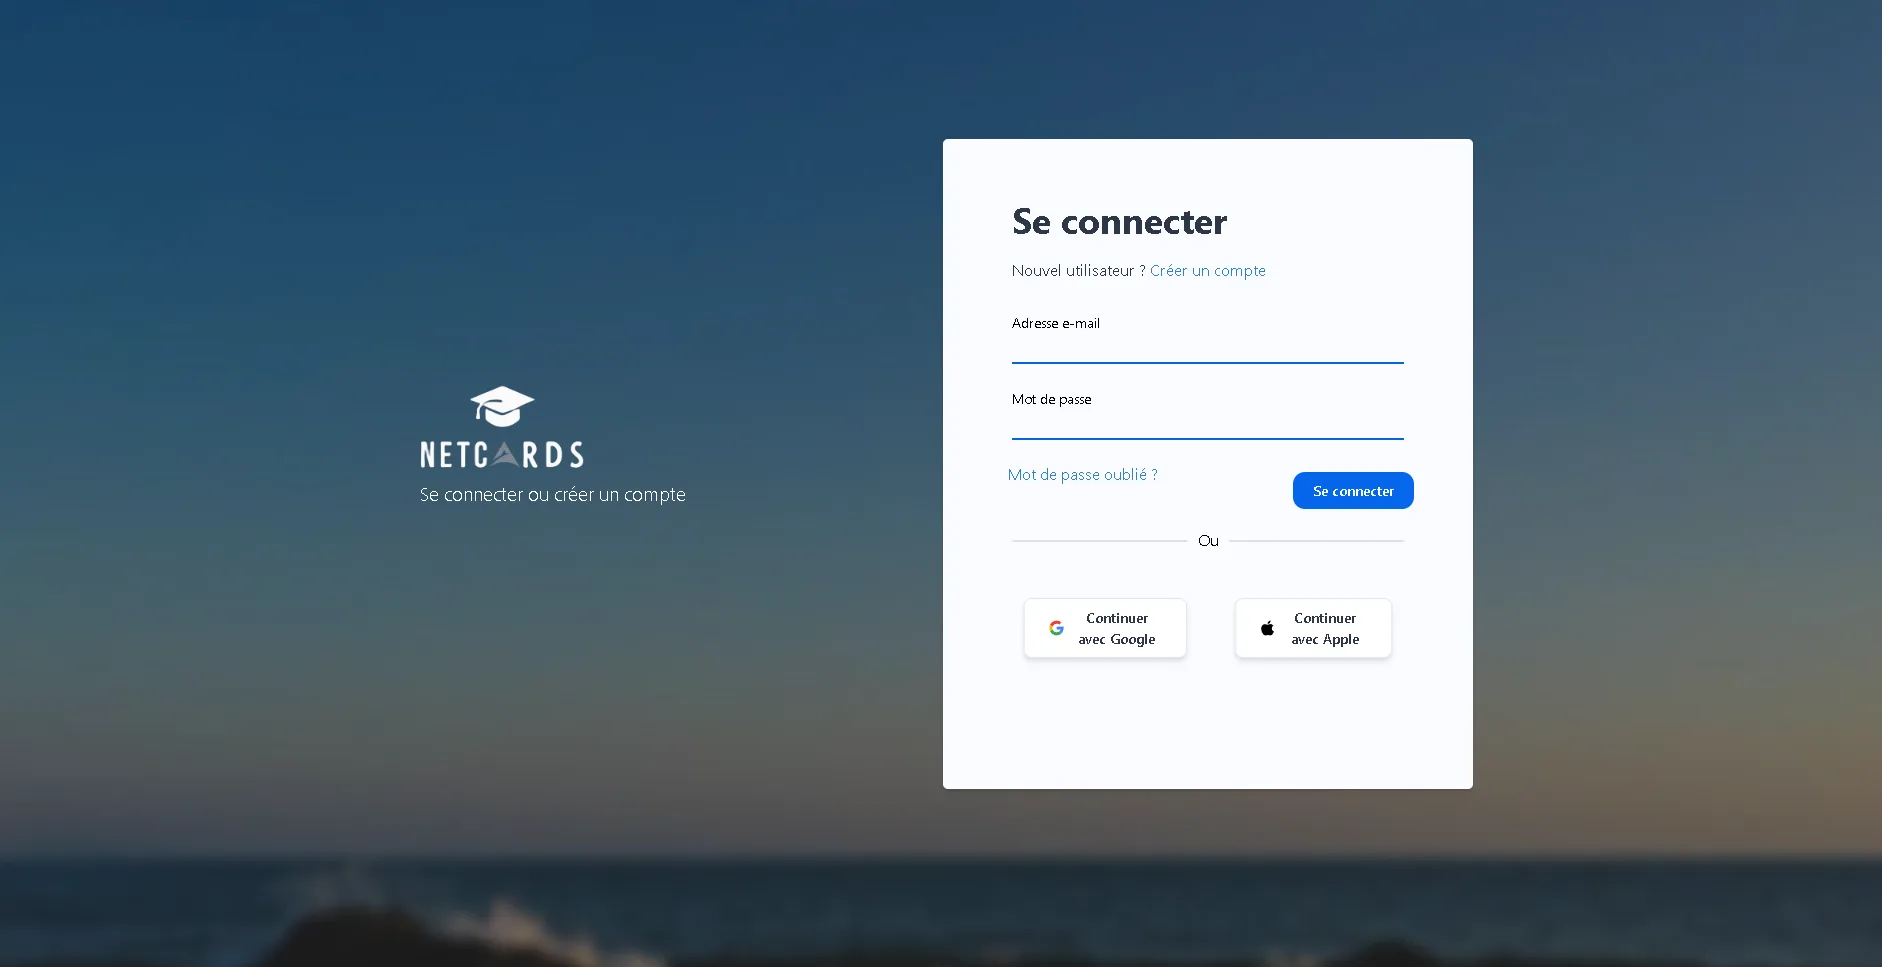 NETCARDS
Se connecter ou créer un compte
Se connecter
Nouvel utilisateur ? Créer un compte
Adresse e-mail
Mot de passe
Mot de passe oublié ?
Se connecter
Ou
Continuer
avec Google
Continuer
avec Apple